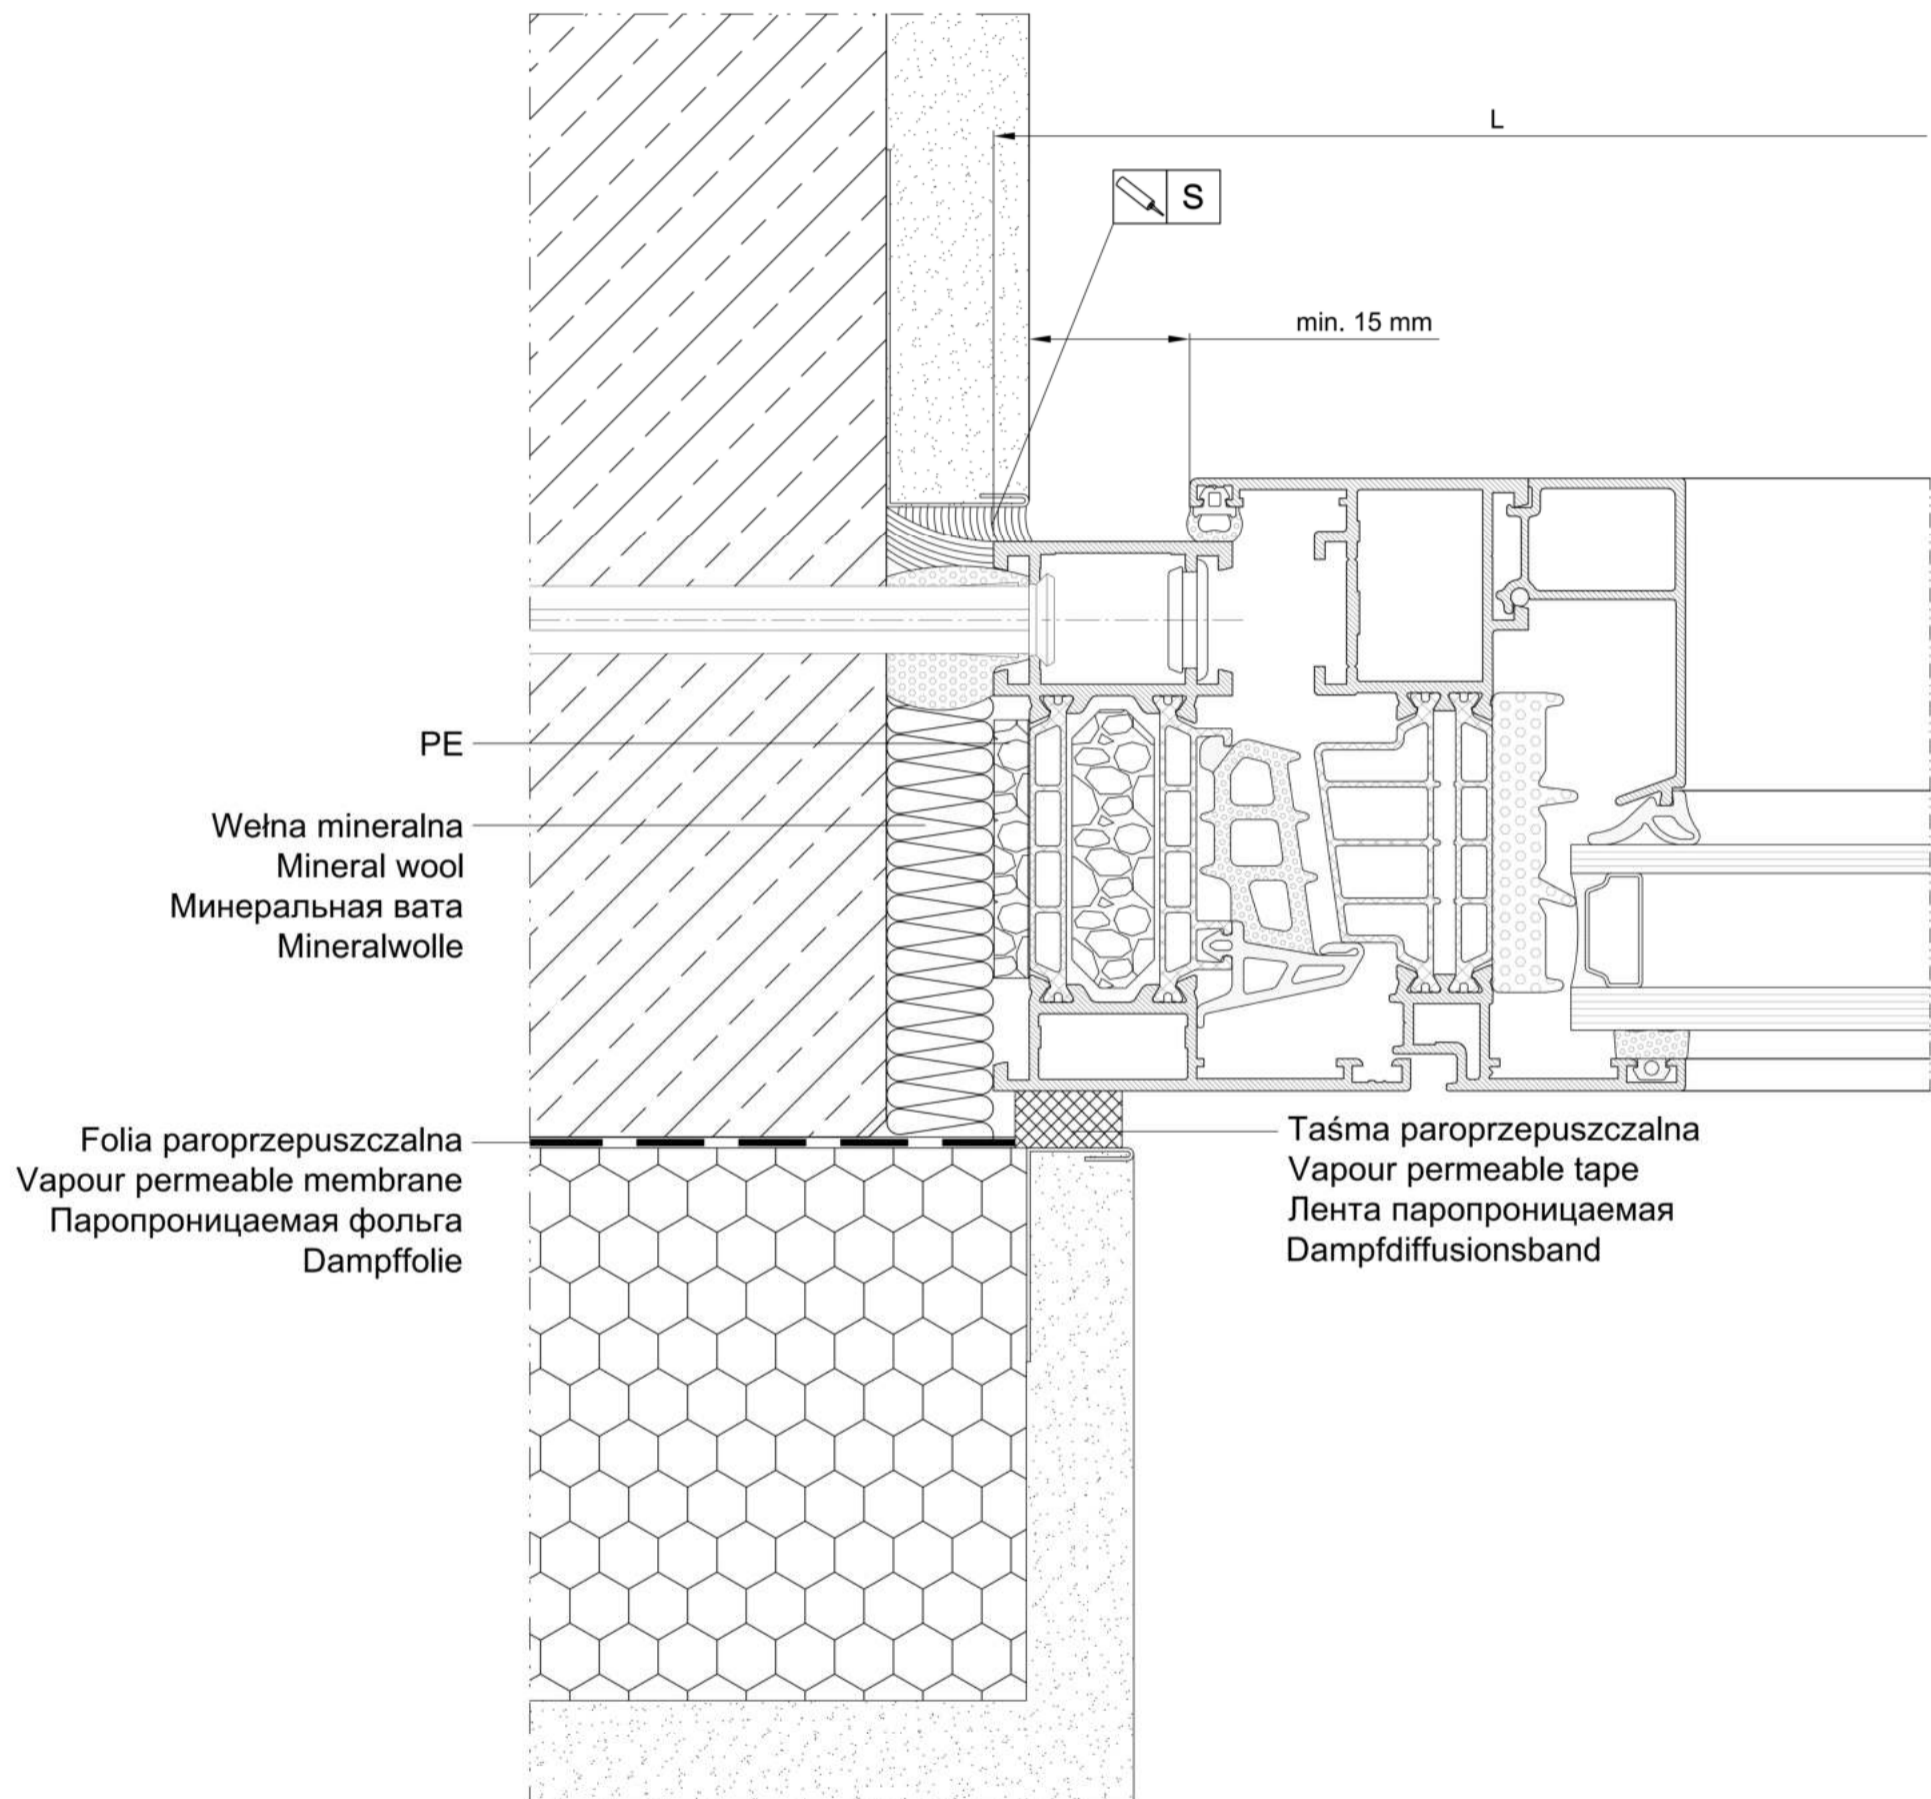 L
S
min. 15 mm
PE
Wełna mineralna
Mineral wool
Минеральная вата
Mineralwolle
Folia paroprzepuszczalna
Vapour permeable membrane
Паропроницаемая фольга
Dampffolie
Taśma paroprzepuszczalna
Vapour permeable tape
Лента паропроницаемая
Dampfdiffusionsband